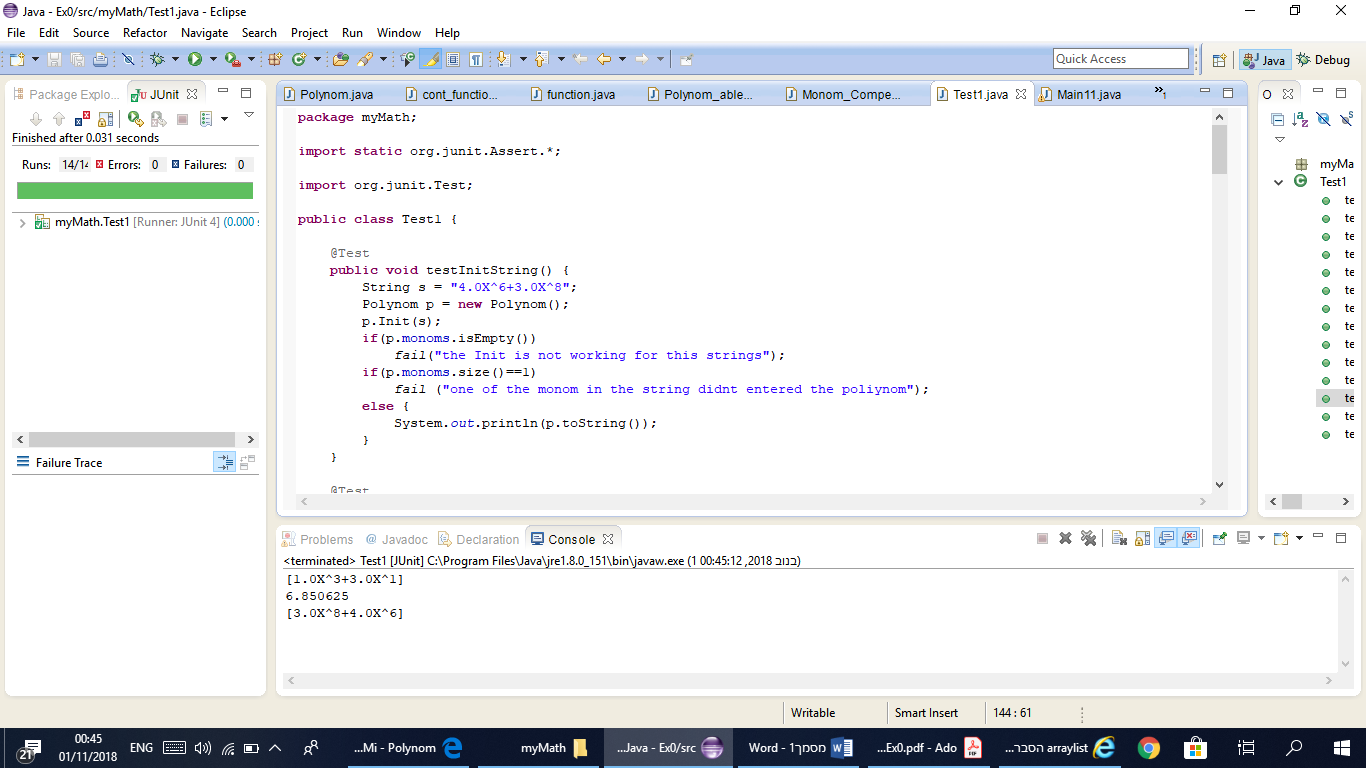 Java - Ex0/src/myMath/Test1.java - Eclipse
File Edit Source Refactor Navigate Search Project Run Window Help
Quick Access
Java
Debug
Package Explo...
JUnit
Finished after 0.031 seconds
Runs: 14/14 Errors: 0 Failures: 0
myMath.Test1 [Runner: JUnit 4] (0.000 s
Failure Trace
Polynom.java cont_functio... function.java Polynom_able... Monom_Compe... Test1.java Main11.java »1
package myMath;
import static org.junit.Assert.*;
import org.junit.Test;
public class Test1 {
@Test
public void testInitString() {
String s = "4.0X^6+3.0X^8";
Polynom p = new Polynom();
p.Init(s);
if(p.monoms.isEmpty())
fail("the Init is not working for this strings");
if(p.monoms.size()==1)
fail ("one of the monom in the string didnt entered the poliynom");
else {
System.out.println(p.toString());
}
}
@Test
O
myMa
Test1
te
te
te
te
te
te
te
te
te
te
te
te
te
te
Problems @ Javadoc Declaration Console
<terminated> Test1 [JUnit] C:\Program Files\Java\jre1.8.0_151\bin\javaw.exe (1 בנוב 2018, 00:45:12)
[1.0X^3+3.0X^1]
6.850625
[3.0X^8+4.0X^6]
Writable Smart Insert 144 : 61
21
00:45
01/11/2018
ENG
...Mi - Polynom
myMath
...Java - Ex0/src
Word - 1מסמך
...Ex0.pdf - Ado
...הסבר arraylist